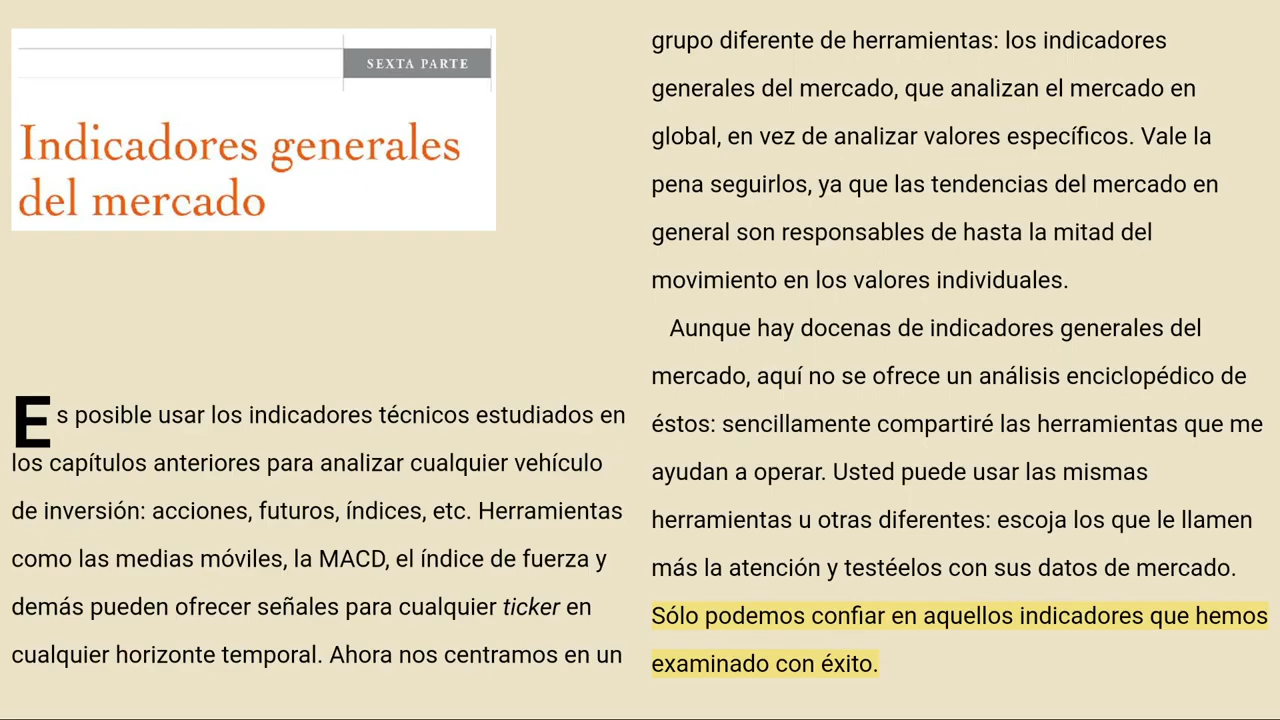 SEXTA PARTE
Indicadores generales
del mercado
Es posible usar los indicadores técnicos estudiados en
los capítulos anteriores para analizar cualquier vehículo
de inversión: acciones, futuros, índices, etc. Herramientas
como las medias móviles, la MACD, el índice de fuerza y
demás pueden ofrecer señales para cualquier ticker en
cualquier horizonte temporal. Ahora nos centramos en un
grupo diferente de herramientas: los indicadores
generales del mercado, que analizan el mercado en
global, en vez de analizar valores específicos. Vale la
pena seguirlos, ya que las tendencias del mercado en
general son responsables de hasta la mitad del
movimiento en los valores individuales.
Aunque hay docenas de indicadores generales del
mercado, aquí no se ofrece un análisis enciclopédico de
éstos: sencillamente compartiré las herramientas que me
ayudan a operar. Usted puede usar las mismas
herramientas u otras diferentes: escoja los que le llamen
más la atención y testéelos con sus datos de mercado.
Sólo podemos confiar en aquellos indicadores que hemos
examinado con éxito.